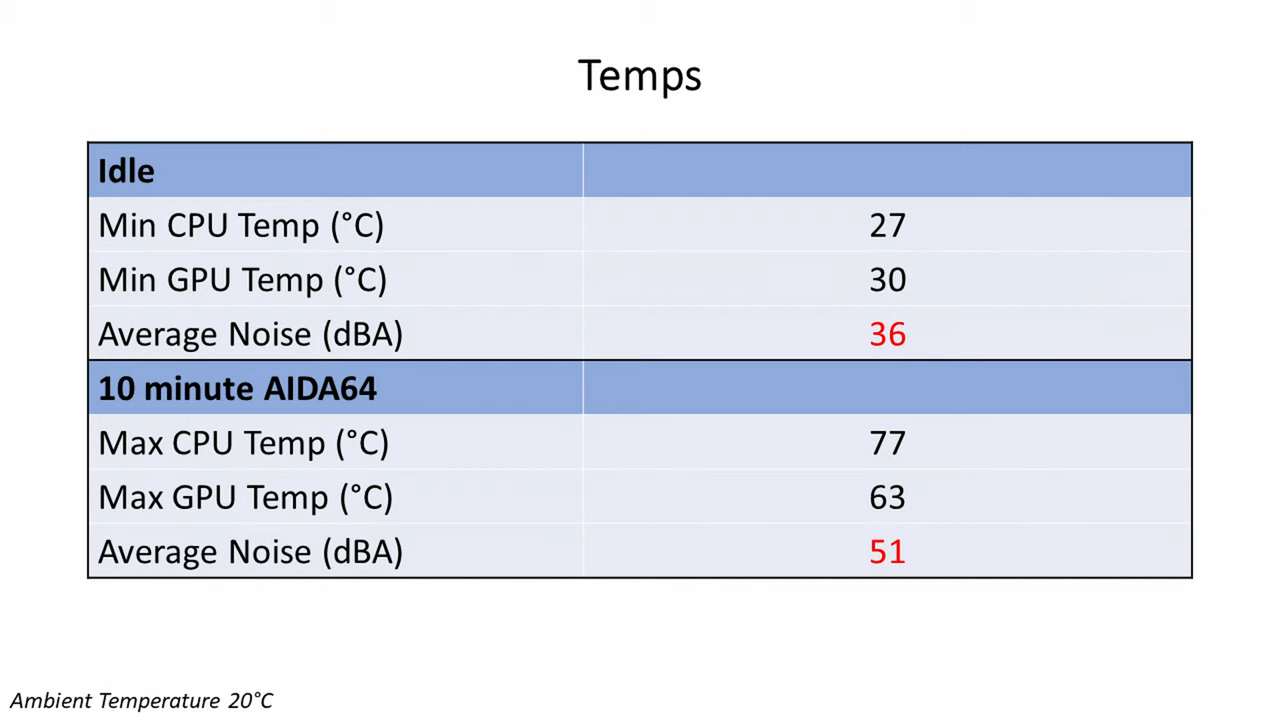 Temps
Idle
Min CPU Temp (°C) 27
Min GPU Temp (°C) 30
Average Noise (dBA) 36
10 minute AIDA64
Max CPU Temp (°C) 77
Max GPU Temp (°C) 63
Average Noise (dBA) 51
Ambient Temperature 20°C